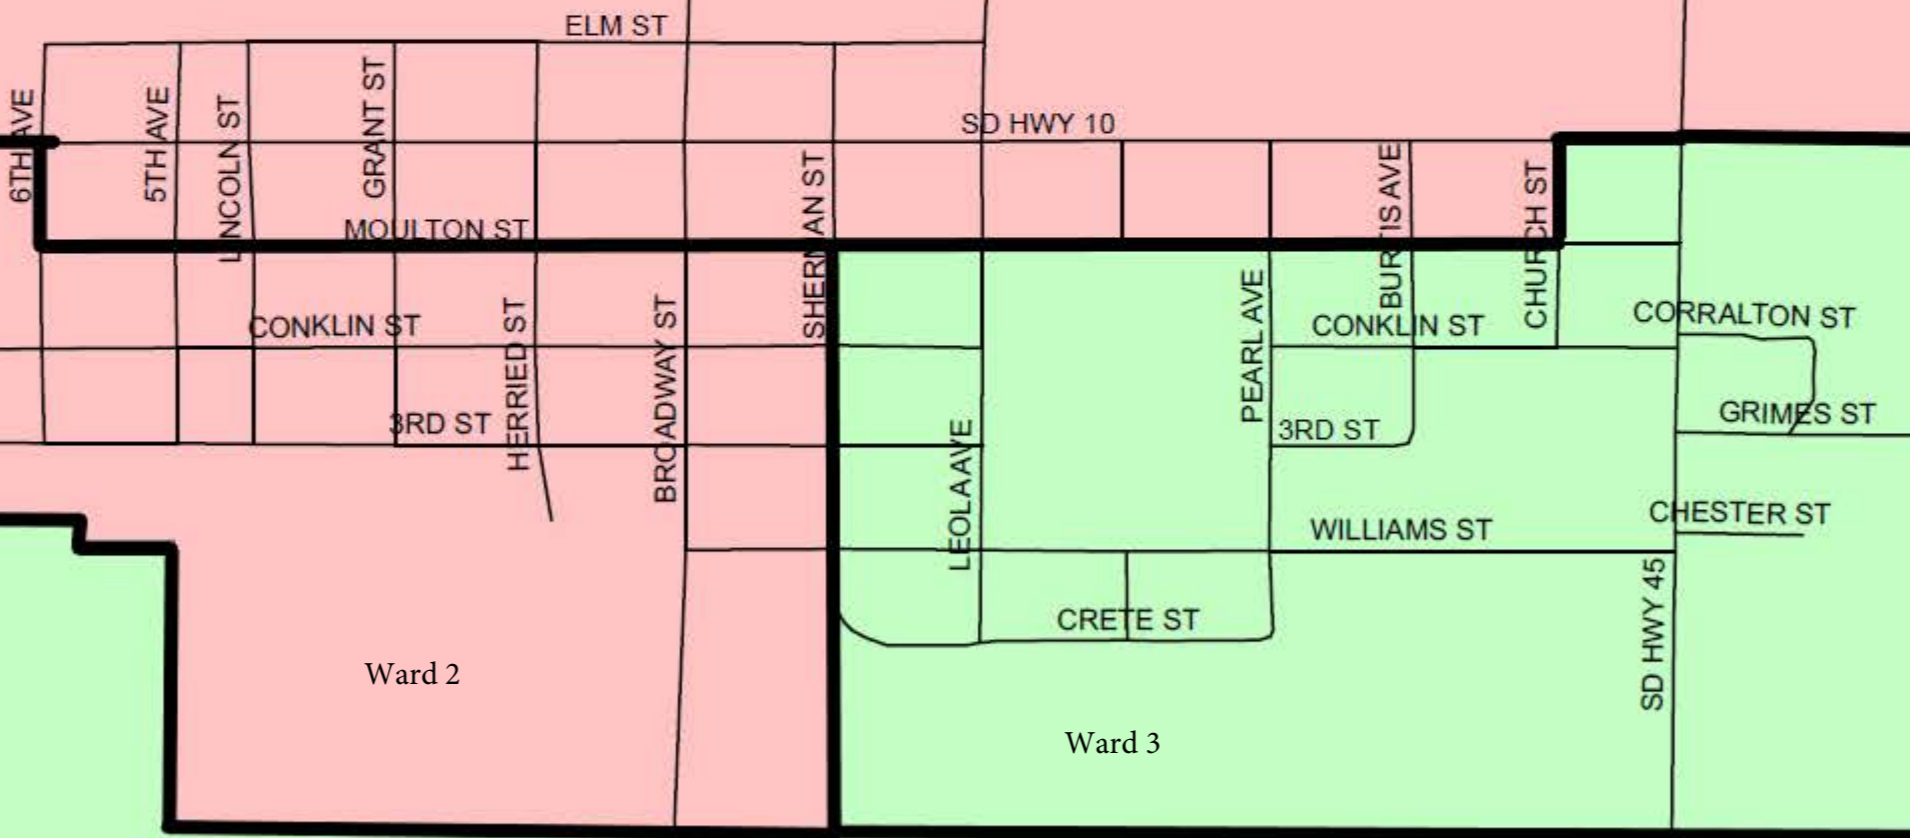 ELM ST
6TH AVE
5TH AVE
LINCOLN ST
GRANT ST
SD HWY 10
MOULTON ST
SHERMAN ST
BURTIS AVE
CHURCH ST
CONKLIN ST
HERRIED ST
BROADWAY ST
PEARL AVE
CONKLIN ST
CORRALTON ST
3RD ST
LEOLA AVE
3RD ST
GRIMES ST
WILLIAMS ST
CHESTER ST
CRETE ST
SD HWY 45
Ward 2
Ward 3